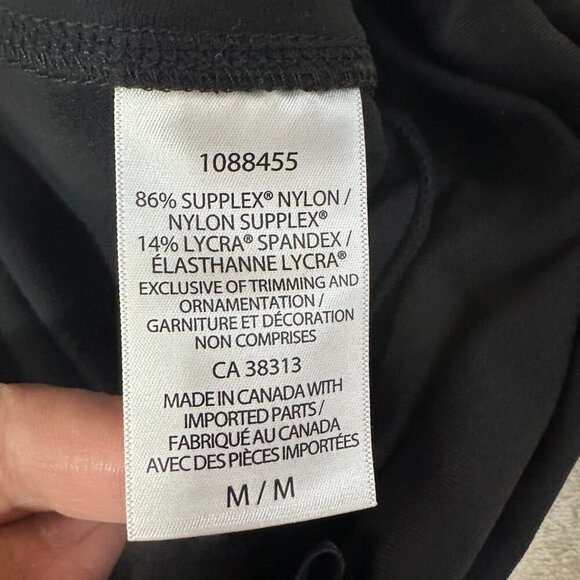 1088455
86% SUPPLEX® NYLON /
NYLON SUPPLEX®
14% LYCRA® SPANDEX /
ÉLASTHANNE LYCRA®
EXCLUSIVE OF TRIMMING AND
ORNAMENTATION /
GARNITURE ET DÉCORATION
NON COMPRISES
CA 38313
MADE IN CANADA WITH
IMPORTED PARTS /
FABRIQUÉ AU CANADA
AVEC DES PIÈCES IMPORTÉES
M / M